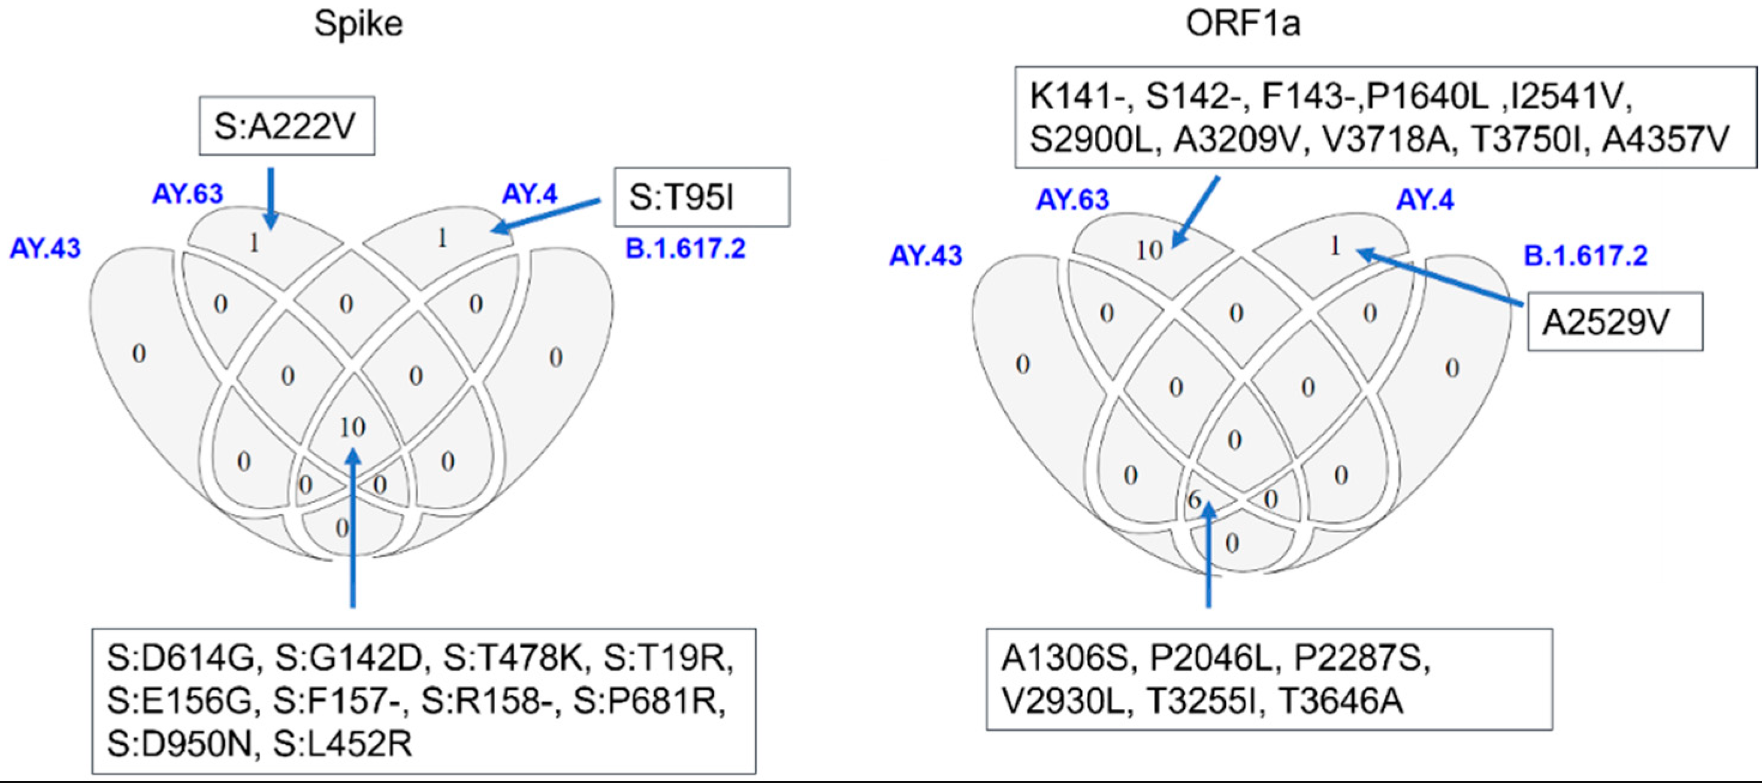 Spike
S:A222V
AY.63
AY.4
S:T95I
AY.43
B.1.617.2
1
1
0
0
0
0
0
0
0
10
0
0
0
0
0
S:D614G, S:G142D, S:T478K, S:T19R,
S:E156G, S:F157-, S:R158-, S:P681R,
S:D950N, S:L452R
ORF1a
K141-, S142-, F143-,P1640L ,I2541V,
S2900L, A3209V, V3718A, T3750I, A4357V
AY.63
AY.4
AY.43
B.1.617.2
10
1
A2529V
0
0
0
0
0
0
0
0
0
0
6
0
0
A1306S, P2046L, P2287S,
V2930L, T3255I, T3646A